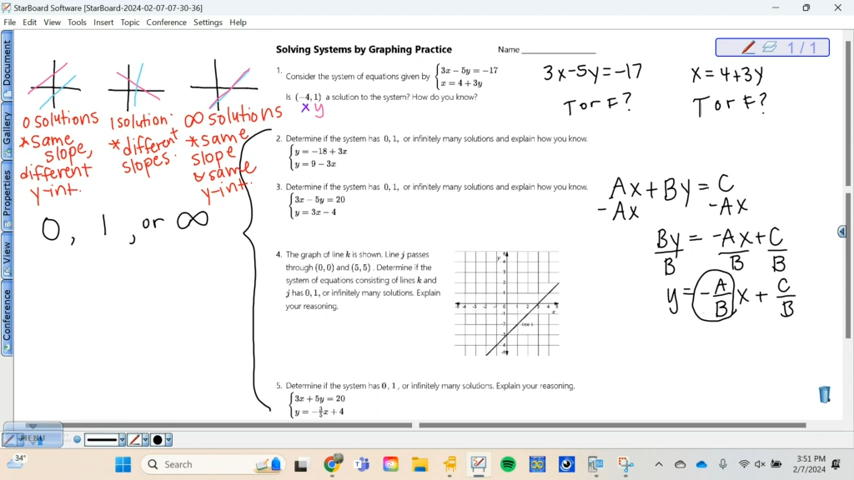 StarBoard Software - [StarBoard-2024-02-07-07-30-36]
File Edit View Tools Insert Topic Conference Settings Help
Document
Gallery
Properties
View
Conference
0 solutions
*same
slope,
different
y-int.
1 solution:
*different
slopes.
∞ solutions
*same
slope
& same
y-int.
0, 1, or ∞
Solving Systems by Graphing Practice Name
1. Consider the system of equations given by {3x − 5y = −17
x = 4 + 3y
Is (−4, 1) a solution to the system? How do you know?
x y
2. Determine if the system has 0, 1, or infinitely many solutions and explain how you know.
{y = −18 + 3x
y = 9 − 3x
3. Determine if the system has 0, 1, or infinitely many solutions and explain how you know.
{3x − 5y = 20
y = 3x − 4
4. The graph of line k is shown. Line j passes
through (0, 0) and (5, 5). Determine if the
system of equations consisting of lines k and
j has 0, 1, or infinitely many solutions. Explain
your reasoning.
y
x
5. Determine if the system has 0, 1, or infinitely many solutions. Explain your reasoning.
{3x + 5y = 20
y = −3/5x + 4
1 / 1
3x-5y=-17
T or F?
x=4+3y
T or F?
Ax+By=C
-Ax -Ax
By = -Ax+C
B B B
y=-A/B x + C/B
MENU
34°
Search
3:51 PM
2/7/2024